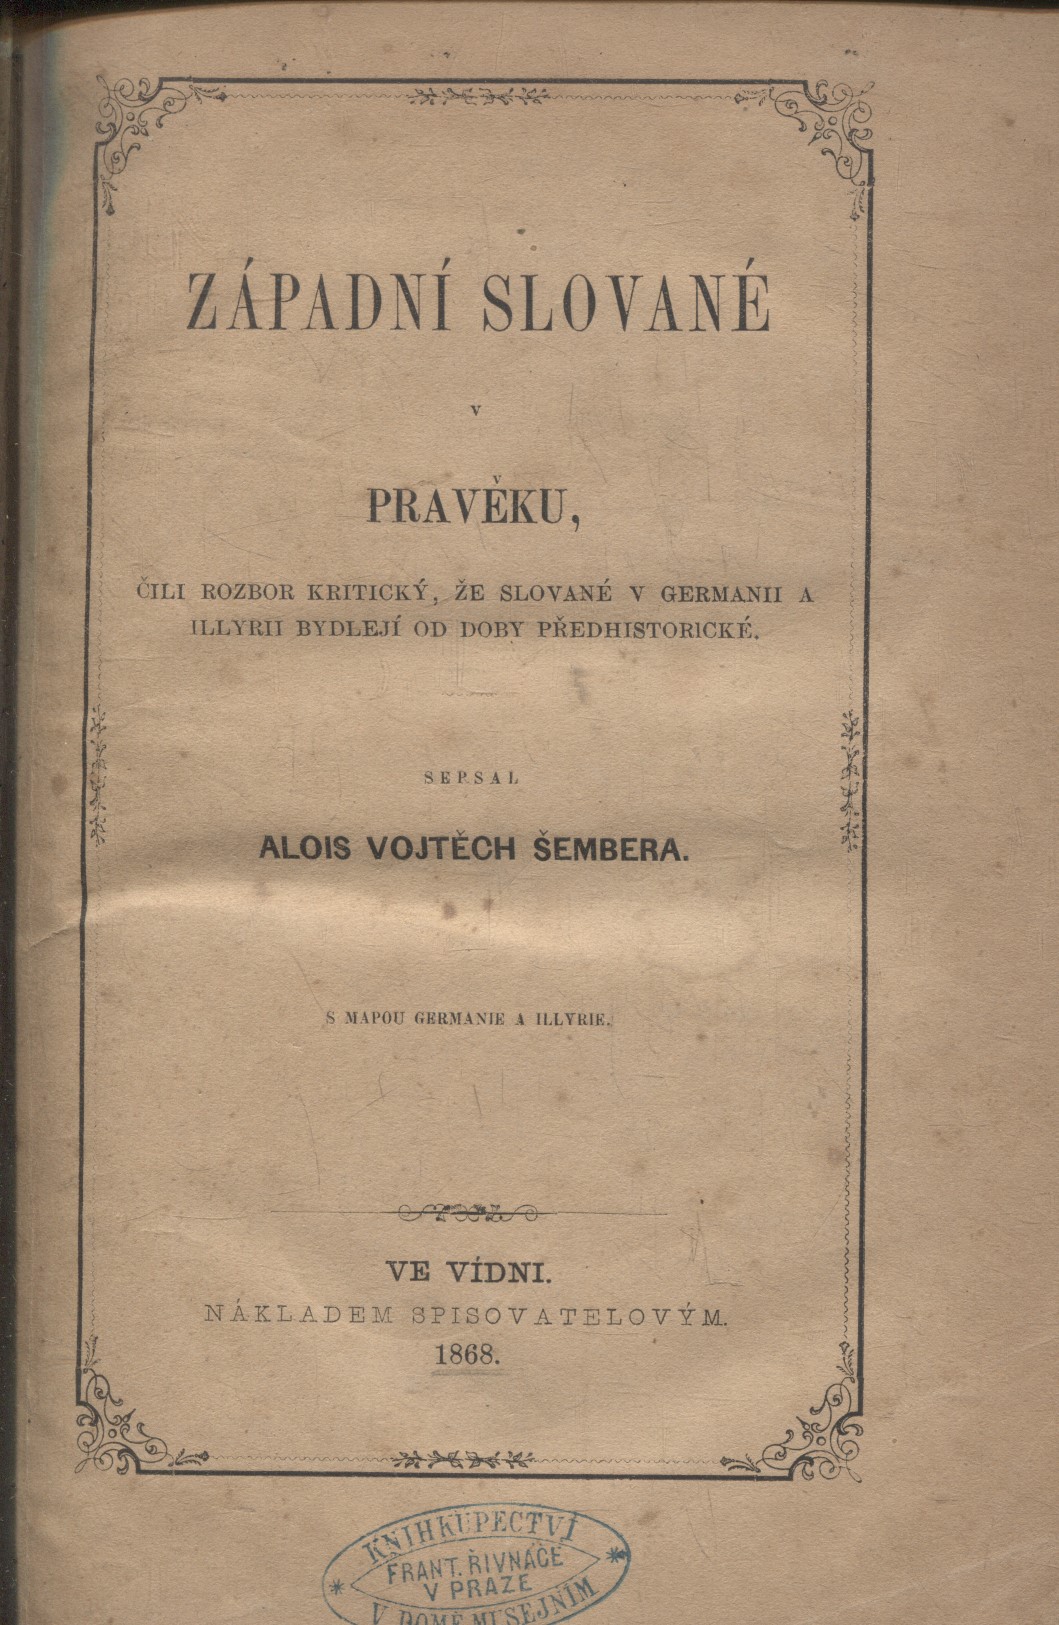 ZÁPADNÍ SLOVANÉ
V
PRAVĚKU,
ČILI ROZBOR KRITICKÝ, ŽE SLOVANÉ V GERMANII A
ILLYRII BYDLEJÍ OD DOBY PŘEDHISTORICKÉ.
SEPSAL
ALOIS VOJTĚCH ŠEMBERA.
S MAPOU GERMANIE A ILLYRIE.
VE VÍDNI.
NÁKLADEM SPISOVATELOVÝM.
1868.
KNIHKUPECTVÍ
FRANT. ŘIVNÁČE
V PRAZE
V DOMĚ MUSEJNÍM